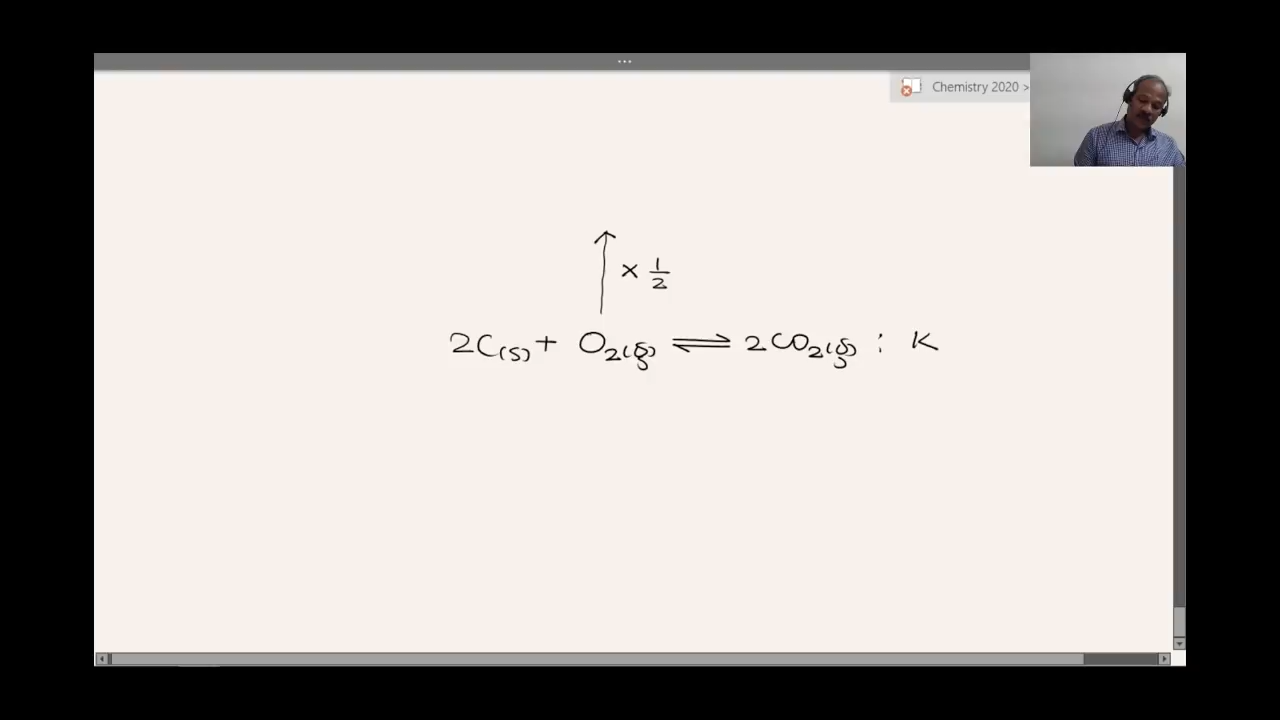 ...
Chemistry 2020 >
× 1/2
2C(s) + O₂(g) ⇌ 2CO₂(g) : K